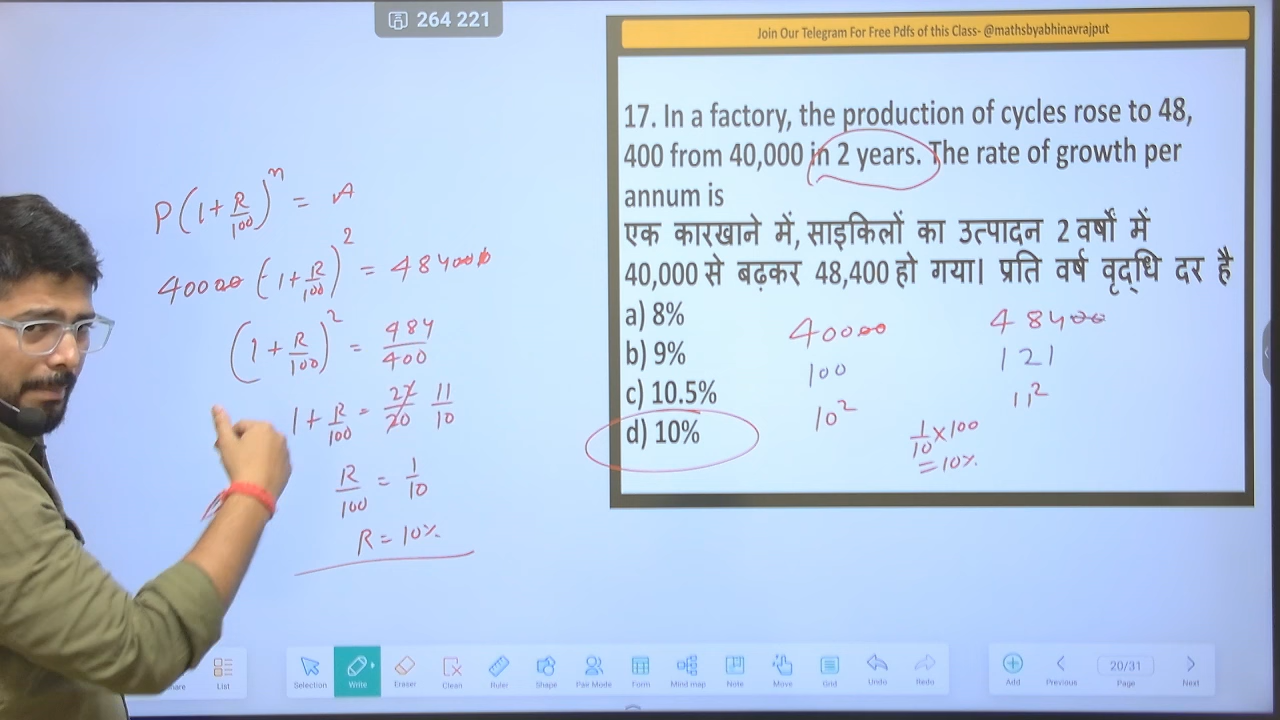 264 221
Join Our Telegram For Free Pdfs of this Class- @mathsbyabhinavrajput
17. In a factory, the production of cycles rose to 48,
400 from 40,000 in 2 years. The rate of growth per
annum is
एक कारखाने में, साइकिलों का उत्पादन 2 वर्षों में
40,000 से बढ़कर 48,400 हो गया। प्रति वर्ष वृद्धि दर है
a) 8%
b) 9%
c) 10.5%
d) 10%
40000 48400
100 121
10² 11²
1/10 × 100
= 10%
P(1 + R/100)ⁿ = A
40000 (1 + R/100)² = 48400
(1 + R/100)² = 484/400
1 + R/100 = 22/20 11/10
R/100 = 1/10
R = 10%
List
Selection Write Eraser Clean Ruler Shape Pen Mode Form Mind map Note Move Grid Undo Redo
Add Previous 20/31 Page Next